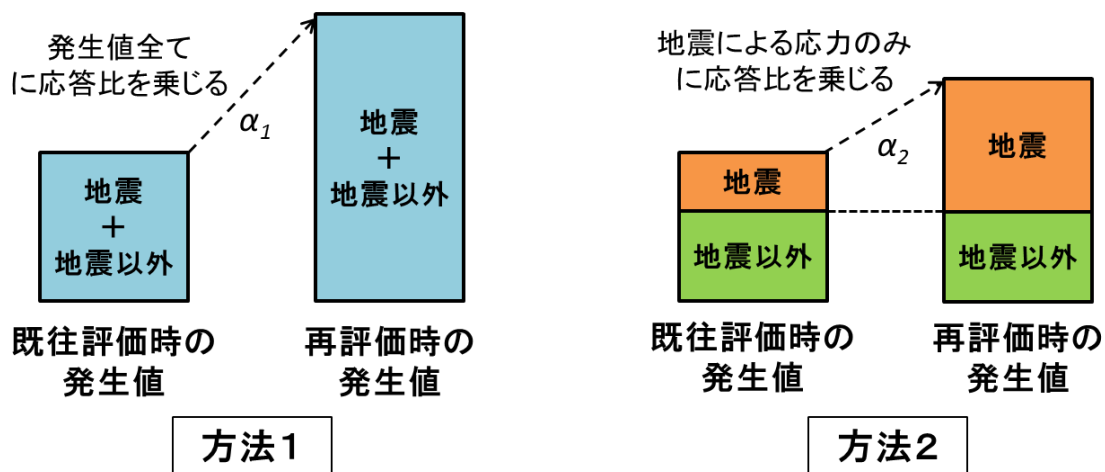 発生値全て
に応答比を乗じる
α1
地震
+
地震以外
地震
+
地震以外
既往評価時の
発生値
再評価時の
発生値
方法1
地震による応力のみ
に応答比を乗じる
α2
地震
地震以外
地震
地震以外
既往評価時の
発生値
再評価時の
発生値
方法2